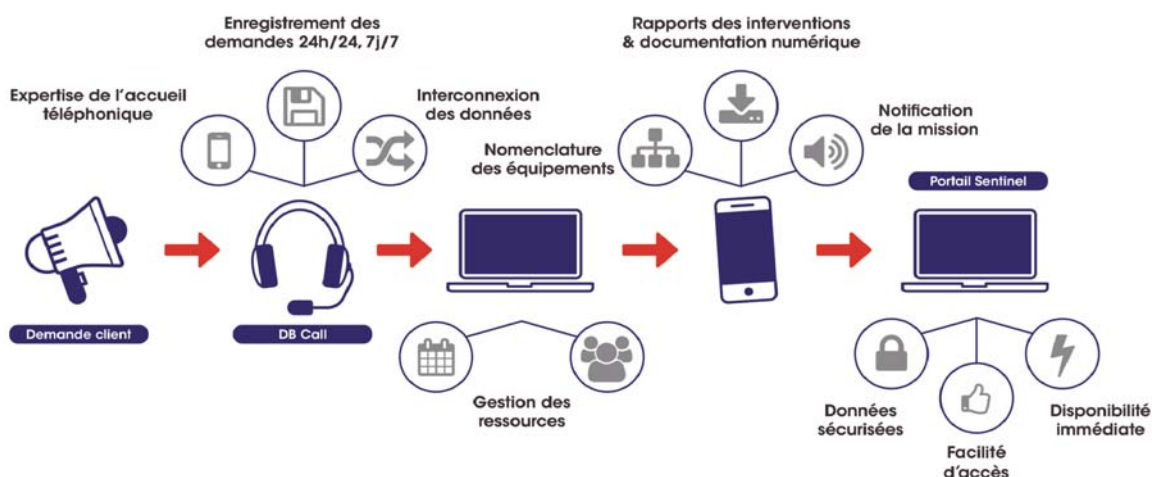 Enregistrement des
demandes 24h/24, 7j/7
Rapports des interventions
& documentation numérique
Expertise de l'accueil
téléphonique
Interconnexion
des données
Notification
de la mission
Nomenclature
des équipements
Portail Sentinel
Demande client
DB Call
Gestion des
ressources
Données
sécurisées
Disponibilité
immédiate
Facilité
d'accès